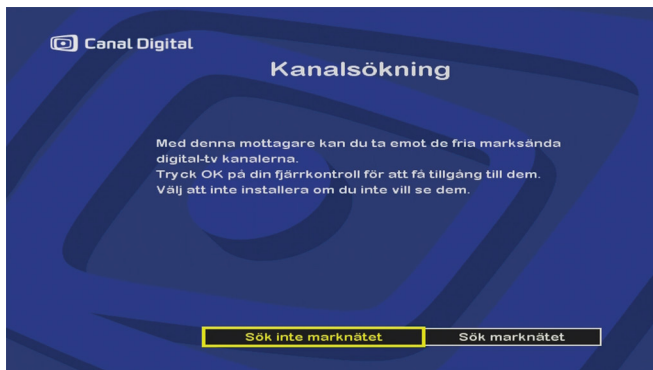 Canal Digital
Kanalsökning
Med denna mottagare kan du ta emot de fria marksända
digital-tv kanalerna.
Tryck OK på din fjärrkontroll för att få tillgång till dem.
Välj att inte installera om du inte vill se dem.
Sök inte marknätet
Sök marknätet